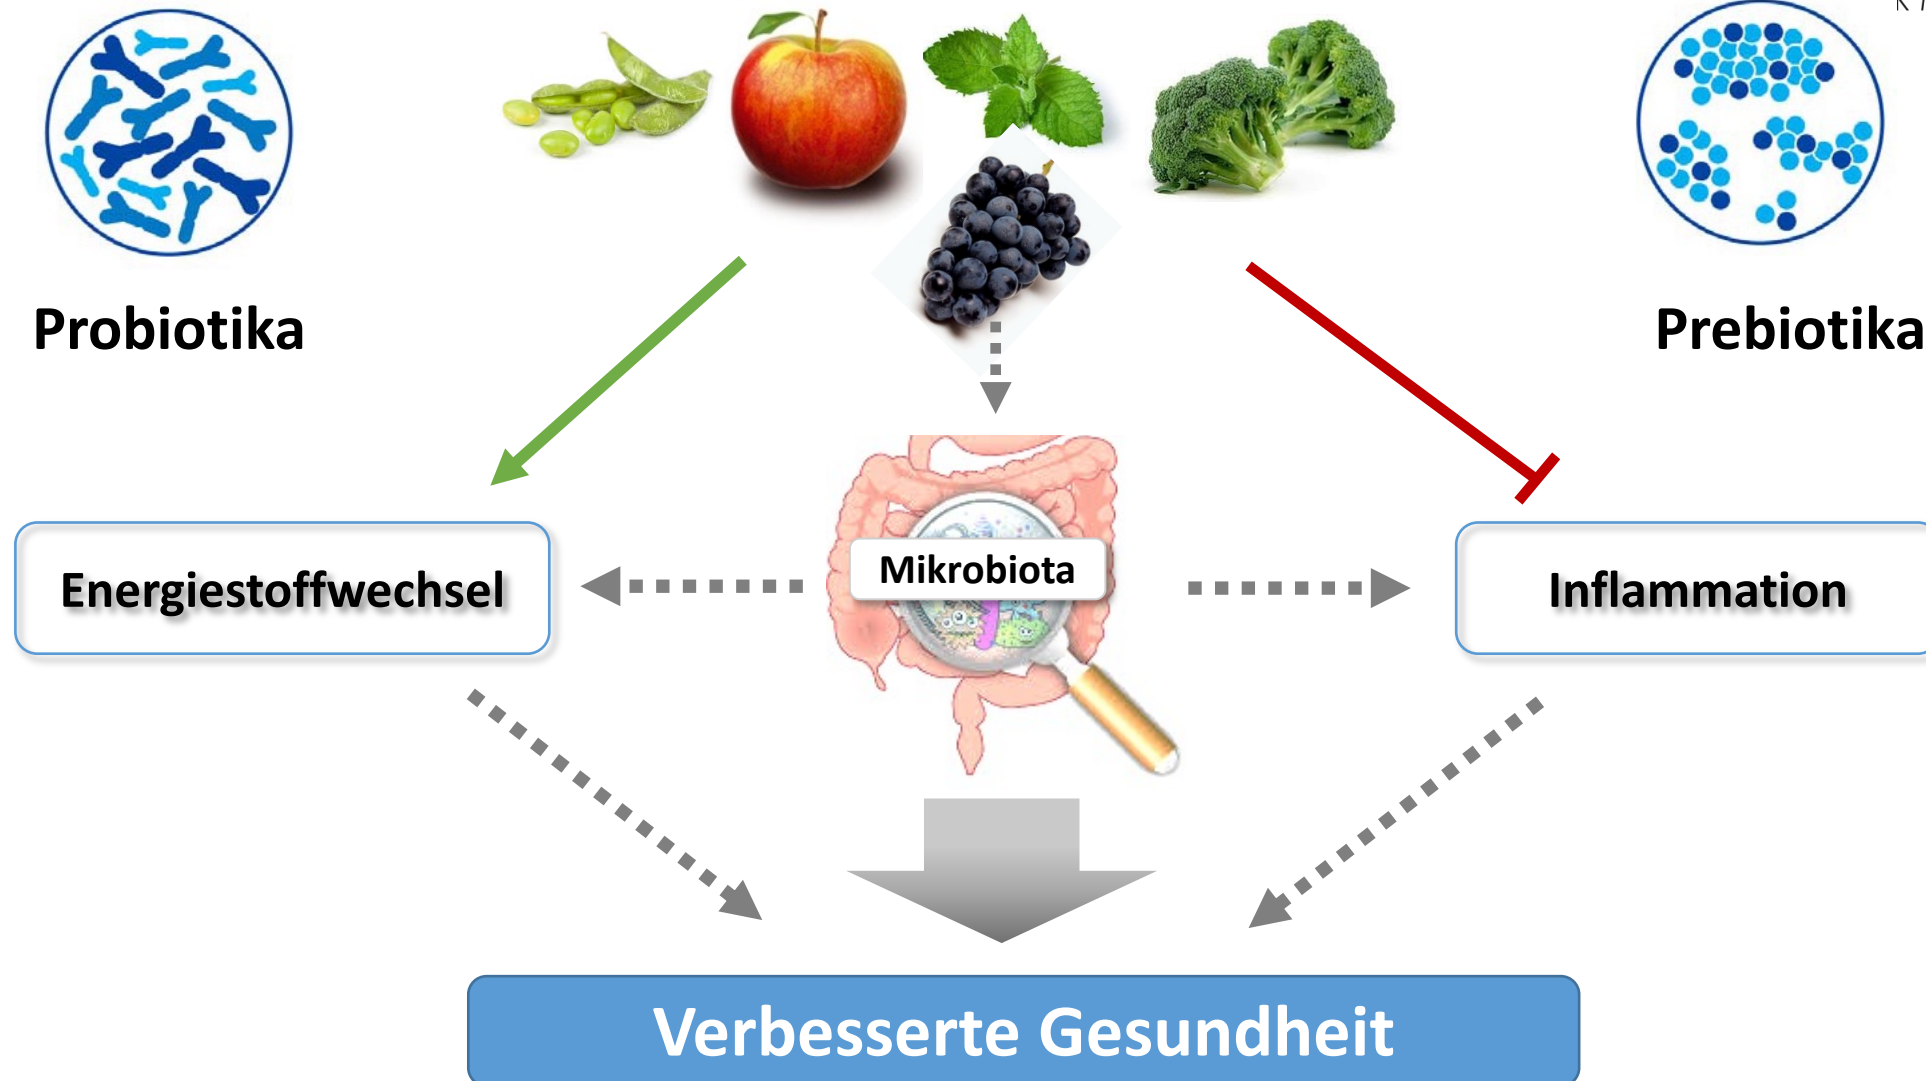 Probiotika
Prebiotika
Mikrobiota
Energiestoffwechsel
Inflammation
Verbesserte Gesundheit